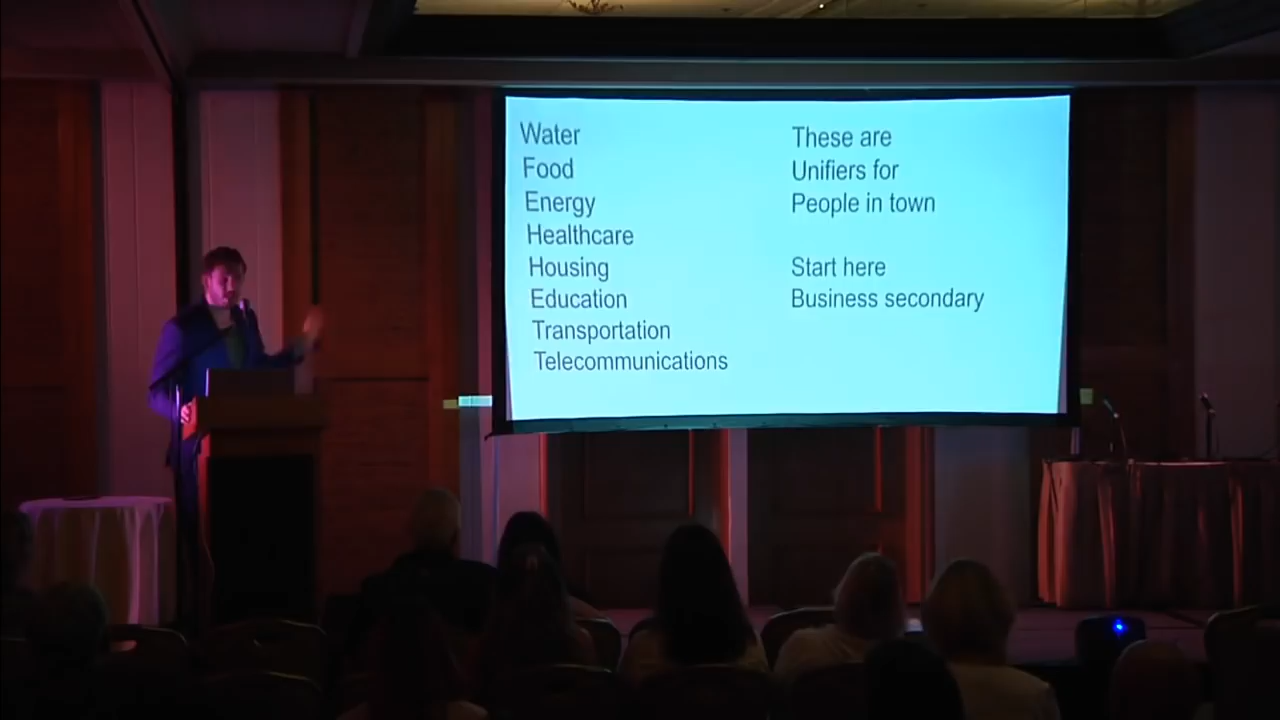 Water
Food
Energy
Healthcare
Housing
Education
Transportation
Telecommunications
These are
Unifiers for
People in town
Start here
Business secondary